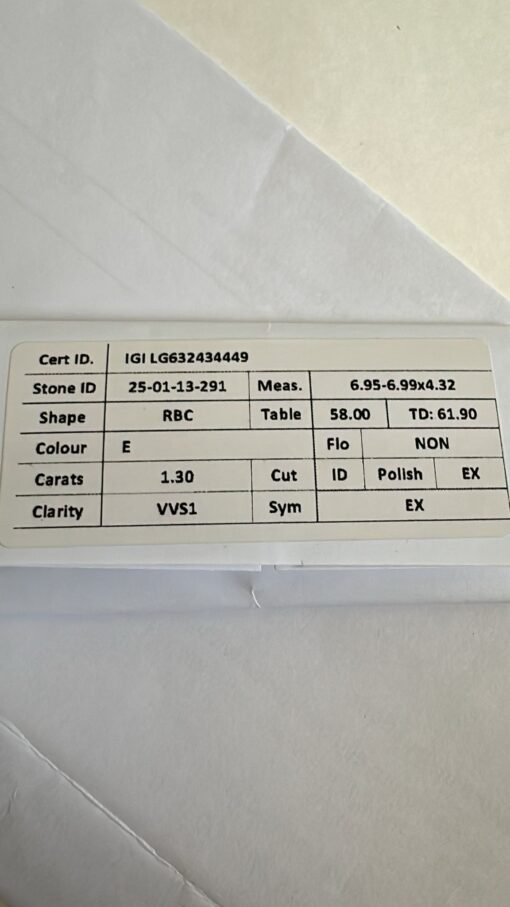 Cert ID. IGI LG632434449
Stone ID 25-01-13-291 Meas. 6.95-6.99x4.32
Shape RBC Table 58.00 TD: 61.90
Colour E Flo NON
Carats 1.30 Cut ID Polish EX
Clarity VVS1 Sym EX